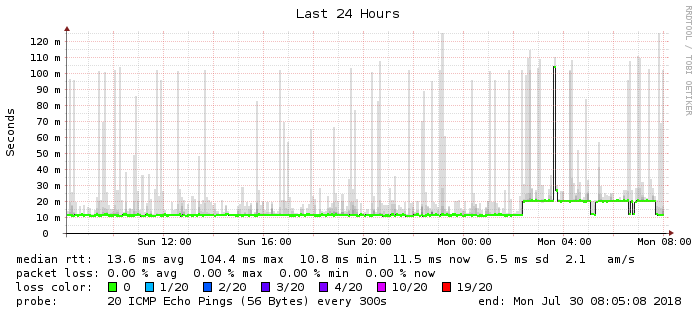 Last 24 Hours
RRDTOOL / TOBI OETIKER
Seconds
120 m
110 m
100 m
90 m
80 m
70 m
60 m
50 m
40 m
30 m
20 m
10 m
0
Sun 12:00 Sun 16:00 Sun 20:00 Mon 00:00 Mon 04:00 Mon 08:00
median rtt: 13.6 ms avg 104.4 ms max 10.8 ms min 11.5 ms now 6.5 ms sd 2.1 am/s
packet loss: 0.00 % avg 0.00 % max 0.00 % min 0.00 % now
loss color: 0 1/20 2/20 3/20 4/20 10/20 19/20
probe: 20 ICMP Echo Pings (56 Bytes) every 300s end: Mon Jul 30 08:05:08 2018